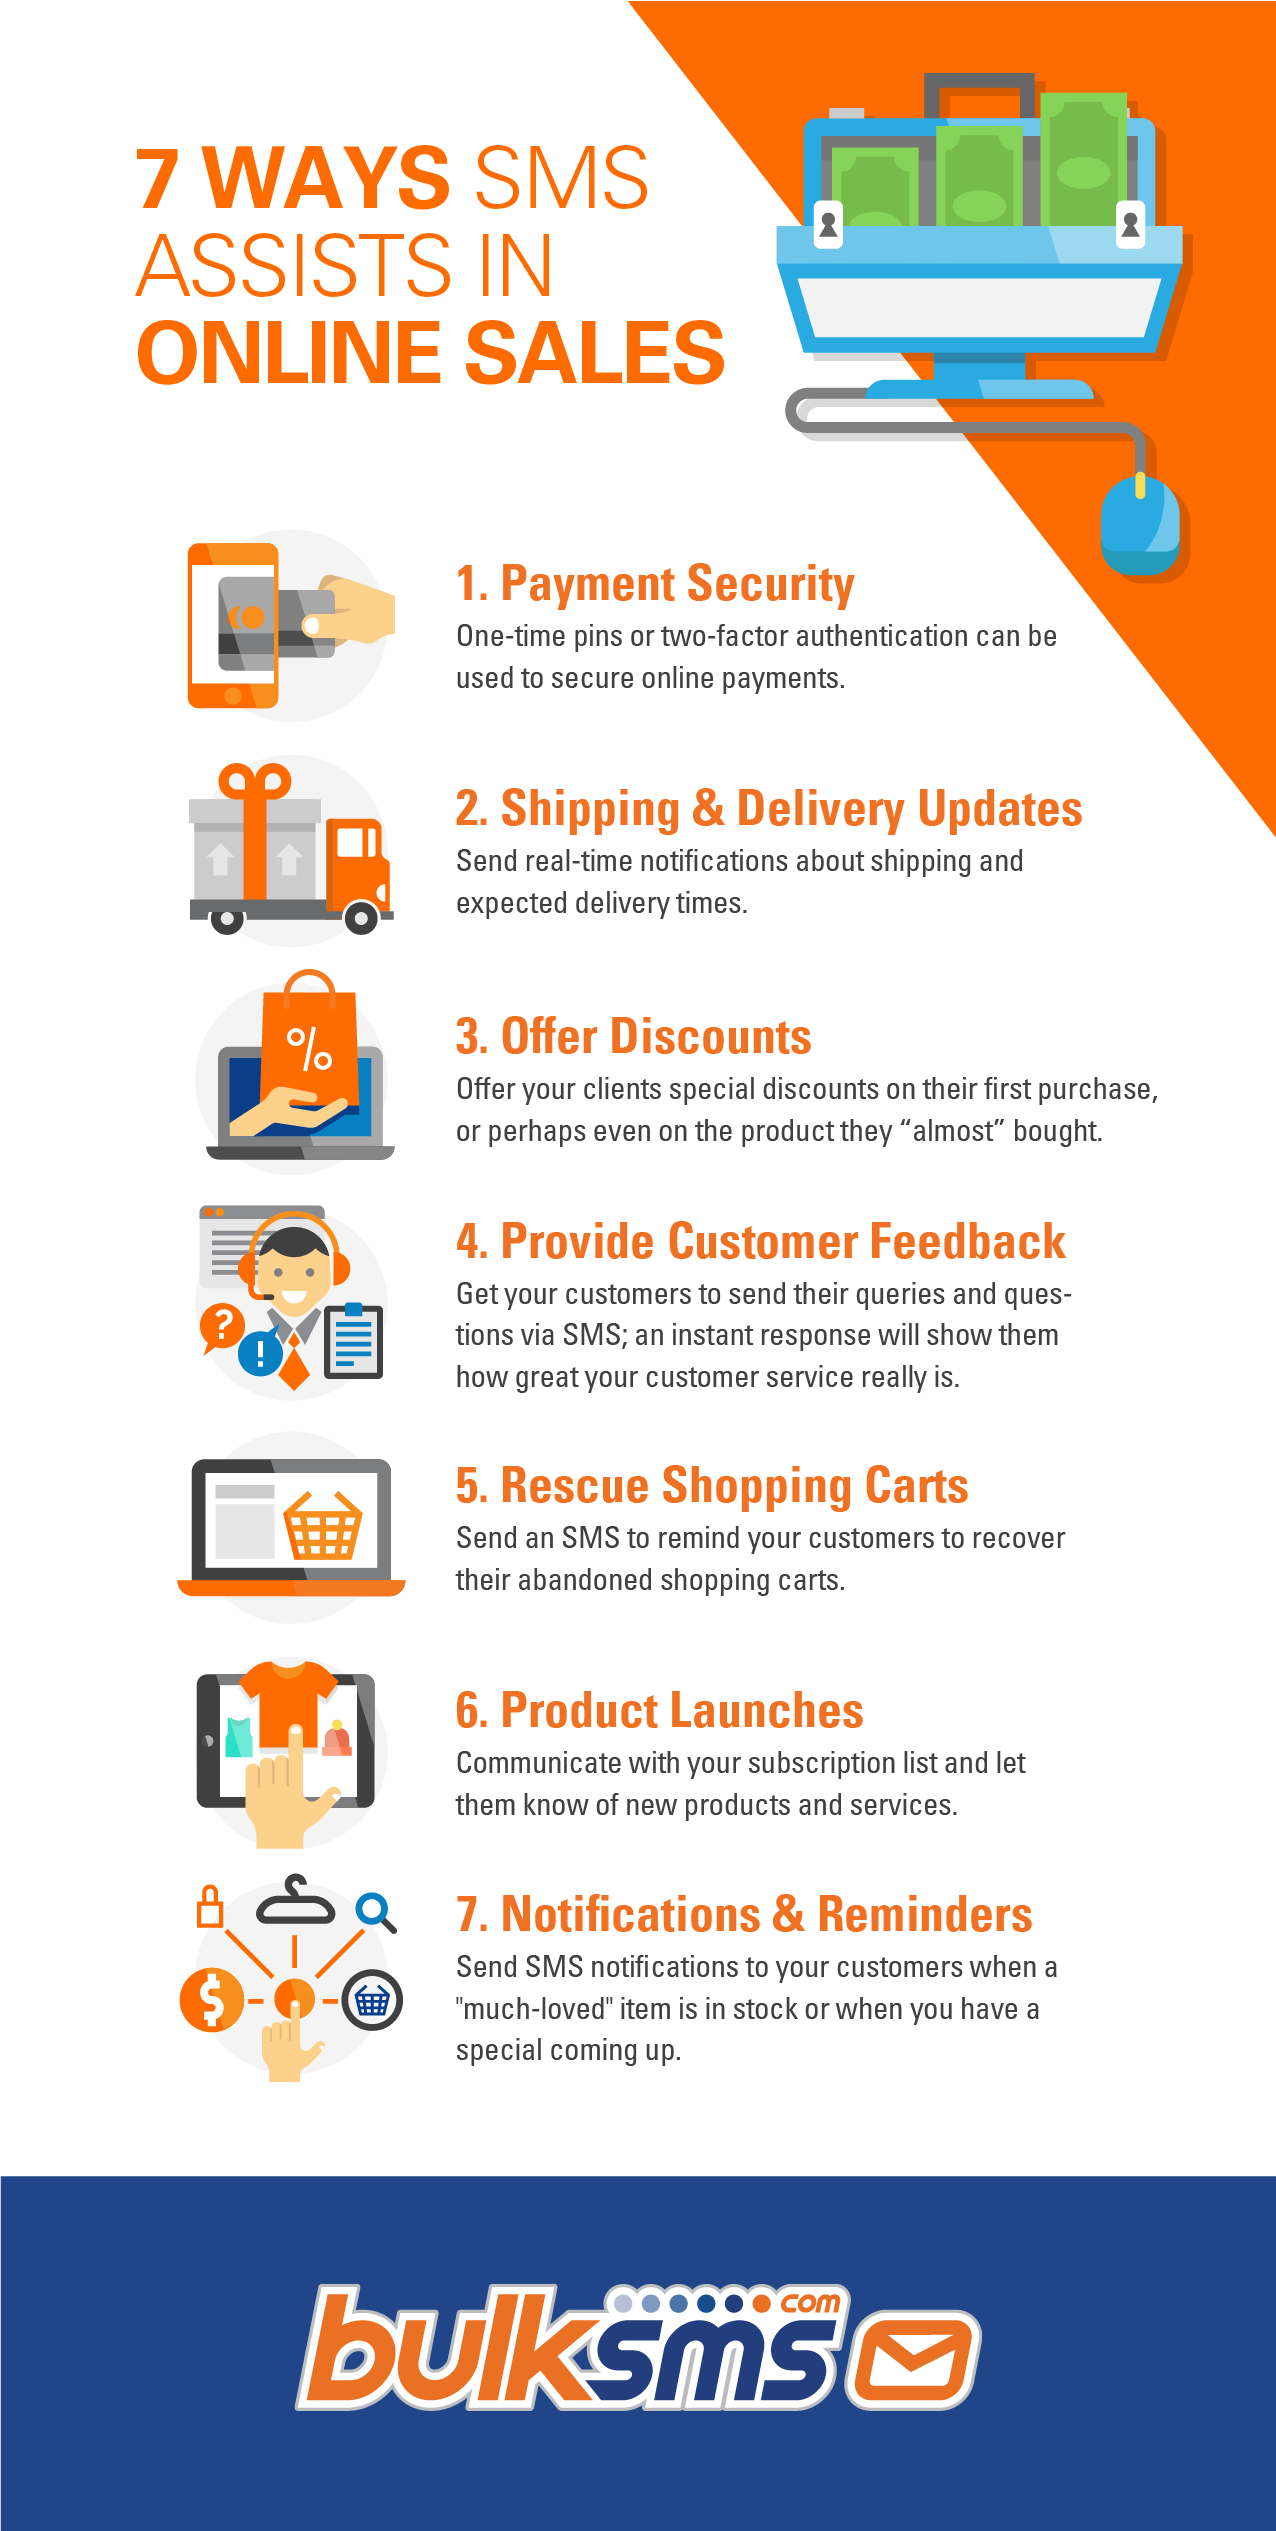 7 WAYS SMS
ASSISTS IN
ONLINE SALES
1. Payment Security
One-time pins or two-factor authentication can be
used to secure online payments.
2. Shipping & Delivery Updates
Send real-time notifications about shipping and
expected delivery times.
%
3. Offer Discounts
Offer your clients special discounts on their first purchase,
or perhaps even on the product they “almost” bought.
? !
4. Provide Customer Feedback
Get your customers to send their queries and ques-
tions via SMS; an instant response will show them
how great your customer service really is.
5. Rescue Shopping Carts
Send an SMS to remind your customers to recover
their abandoned shopping carts.
6. Product Launches
Communicate with your subscription list and let
them know of new products and services.
$
7. Notifications & Reminders
Send SMS notifications to your customers when a
"much-loved" item is in stock or when you have a
special coming up.
bulksms.com